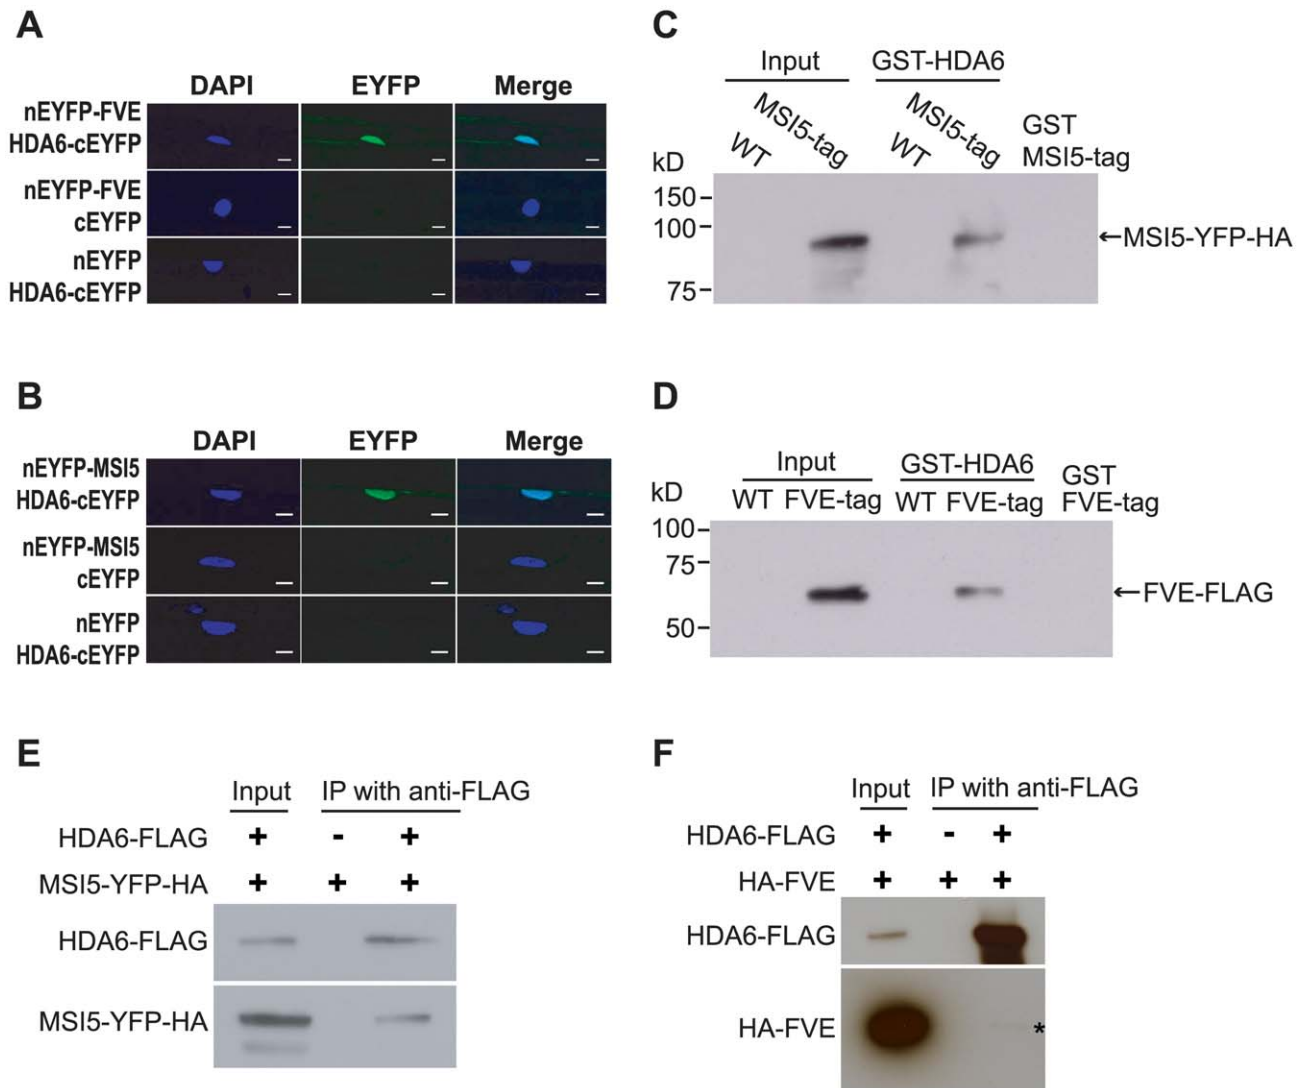 A
DAPI EYFP Merge
nEYFP-FVE
HDA6-cEYFP
nEYFP-FVE
cEYFP
nEYFP
HDA6-cEYFP
B
DAPI EYFP Merge
nEYFP-MSI5
HDA6-cEYFP
nEYFP-MSI5
cEYFP
nEYFP
HDA6-cEYFP
C
Input GST-HDA6
WT MSI5-tag WT MSI5-tag GST
MSI5-tag
kD
150
100
75
←MSI5-YFP-HA
D
Input GST-HDA6 GST
kD WT FVE-tag WT FVE-tag FVE-tag
100
75
50
←FVE-FLAG
E
Input IP with anti-FLAG
HDA6-FLAG + - +
MSI5-YFP-HA + + +
HDA6-FLAG
MSI5-YFP-HA
F
Input IP with anti-FLAG
HDA6-FLAG + - +
HA-FVE + + +
HDA6-FLAG
HA-FVE *